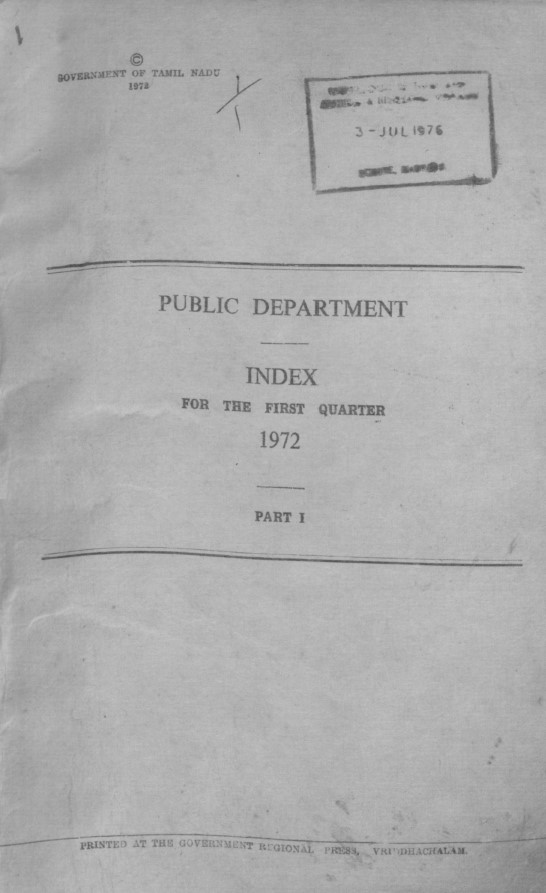 ©
GOVERNMENT OF TAMIL NADU
1975
3 - JUL 1976
PUBLIC DEPARTMENT
INDEX
FOR THE FIRST QUARTER
1972
PART I
PRINTED AT THE GOVERNMENT REGIONAL PRESS, VRIDDHACHALAM.